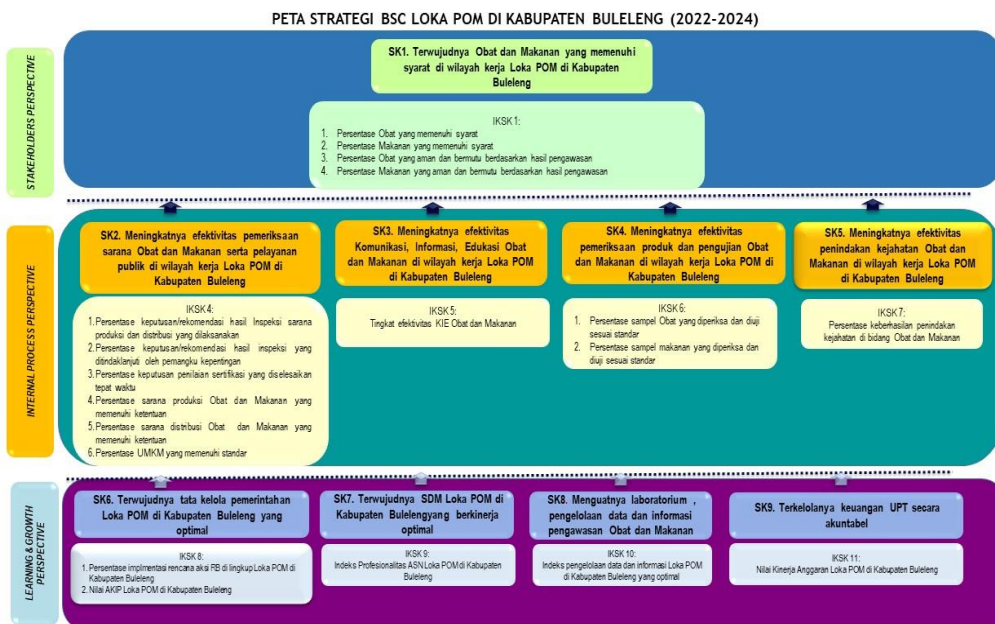 PETA STRATEGI BSC LOKA POM DI KABUPATEN BULELENG (2022-2024)
STAKEHOLDERS PERSPECTIVE
SK1. Terwujudnya Obat dan Makanan yang memenuhi
syarat di wilayah kerja Loka POM di Kabupaten
Buleleng
IKSK 1:
1. Persentase Obat yang memenuhi syarat
2. Persentase Makanan yang memenuhi syarat
3. Persentase Obat yang aman dan bermutu berdasarkan hasil pengawasan
4. Persentase Makanan yang aman dan bermutu berdasarkan hasil pengawasan
INTERNAL PROCESS PERSPECTIVE
SK2. Meningkatnya efektivitas pemeriksaan
sarana Obat dan Makanan serta pelayanan
publik di wilayah kerja Loka POM di
Kabupaten Buleleng
IKSK 4:
1. Persentase keputusan/rekomendasi hasil Inspeksi sarana
produksi dan distribusi yang dilaksanakan
2. Persentase keputusan/rekomendasi hasil inspeksi yang
ditindaklanjuti oleh pemangku kepentingan
3. Persentase keputusan penilaian sertifikasi yang diselesaikan
tepat waktu
4. Persentase sarana produksi Obat dan Makanan yang
memenuhi ketentuan
5. Persentase sarana distribusi Obat dan Makanan yang
memenuhi ketentuan
6. Persentase UMKM yang memenuhi standar
SK3. Meningkatnya efektivitas
Komunikasi, Informasi, Edukasi Obat
dan Makanan di wilayah kerja Loka POM
di Kabupaten Buleleng
IKSK 5:
Tingkat efektivitas KIE Obat dan Makanan
SK4. Meningkatnya efektivitas
pemeriksaan produk dan pengujian Obat
dan Makanan di wilayah kerja Loka POM
di Kabupaten Buleleng
IKSK 6:
1. Persentase sampel Obat yang diperiksa dan diuji
sesuai standar
2. Persentase sampel makanan yang diperiksa dan
diuji sesuai standar
SK5. Meningkatnya efektivitas
penindakan kejahatan Obat dan
Makanan di wilayah kerja Loka POM
di Kabupaten Buleleng
IKSK 7:
Persentase keberhasilan penindakan
kejahatan di bidang Obat dan Makanan
LEARNING & GROWTH
PERSPECTIVE
SK6. Terwujudnya tata kelola pemerintahan
Loka POM di Kabupaten Buleleng yang
optimal
IKSK 8:
1. Persentase implmentasi rencana aksi RB di lingkup Loka POM di
Kabupaten Buleleng
2. Nilai AKIP Loka POM di Kabupaten Buleleng
SK7. Terwujudnya SDM Loka POM di
Kabupaten Bulelengyang berkinerja
optimal
IKSK 9:
Indeks Profesionalitas ASN Loka POM di Kabupaten
Buleleng
SK8. Menguatnya laboratorium ,
pengelolaan data dan informasi
pengawasan Obat dan Makanan
IKSK 10:
Indeks pengelolaan data dan informasi Loka POM
di Kabupaten Buleleng yang optimal
SK9. Terkelolanya keuangan UPT secara
akuntabel
IKSK 11:
Nilai Kinerja Anggaran Loka POM di Kabupaten Buleleng